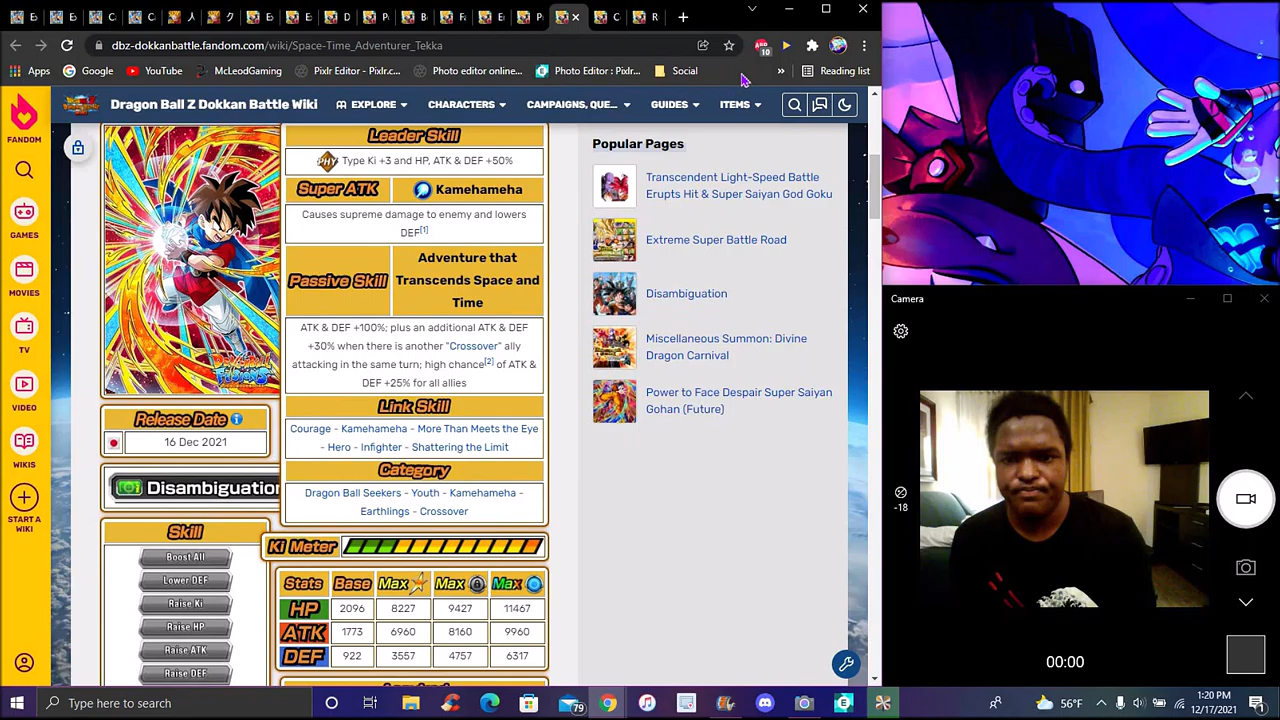 dbz-dokkanbattle.fandom.com/wiki/Space-Time_Adventurer_Tekka
10
Apps Google YouTube McLeodGaming Pixlr Editor - Pixlr.c... Photo editor online... Photo Editor : Pixlr... Social » Reading list
FANDOM
GAMES
MOVIES
TV
VIDEO
WIKIS
START A
WIKI
Dragon Ball Z Dokkan Battle Wiki EXPLORE CHARACTERS CAMPAIGNS, QUE... GUIDES ITEMS
Leader Skill
PHY Type Ki +3 and HP, ATK & DEF +50%
Super ATK Kamehameha
Causes supreme damage to enemy and lowers
DEF[1]
Passive Skill
Adventure that
Transcends Space and
Time
ATK & DEF +100%; plus an additional ATK & DEF
+30% when there is another "Crossover" ally
attacking in the same turn; high chance[2] of ATK &
DEF +25% for all allies
Link Skill
Courage - Kamehameha - More Than Meets the Eye
- Hero - Infighter - Shattering the Limit
Category
Dragon Ball Seekers - Youth - Kamehameha -
Earthlings - Crossover
Ki Meter
Stats Base Max Max Max
HP 2096 8227 9427 11467
ATK 1773 6960 8160 9960
DEF 922 3557 4757 6317
Release Date
16 Dec 2021
Disambiguation
Skill
Boost All
Lower DEF
Raise Ki
Raise HP
Raise ATK
Raise DEF
Popular Pages
Transcendent Light-Speed Battle
Erupts Hit & Super Saiyan God Goku
Extreme Super Battle Road
Disambiguation
Miscellaneous Summon: Divine
Dragon Carnival
Power to Face Despair Super Saiyan
Gohan (Future)
Camera
-18
00:00
Type here to search
79
56°F
1:20 PM
12/17/2021